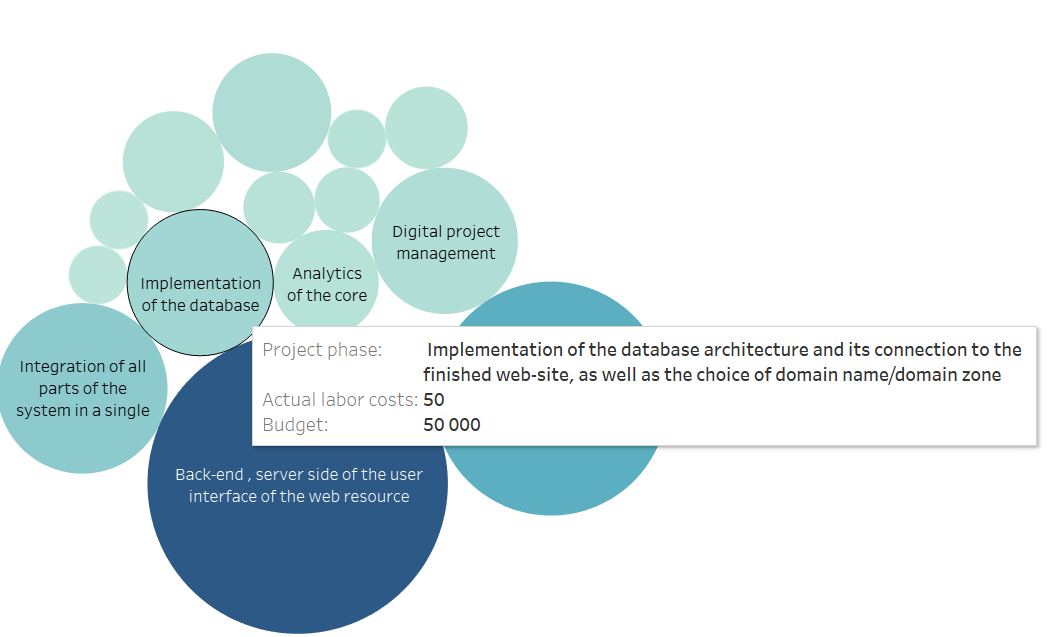 Digital project
management
Analytics
of the core
Implementation
of the database
Project phase: Implementation of the database architecture and its connection to the
finished web-site, as well as the choice of domain name/domain zone
Actual labor costs: 50
Budget: 50 000
Integration of all
parts of the
system in a single
Back-end , server side of the user
interface of the web resource